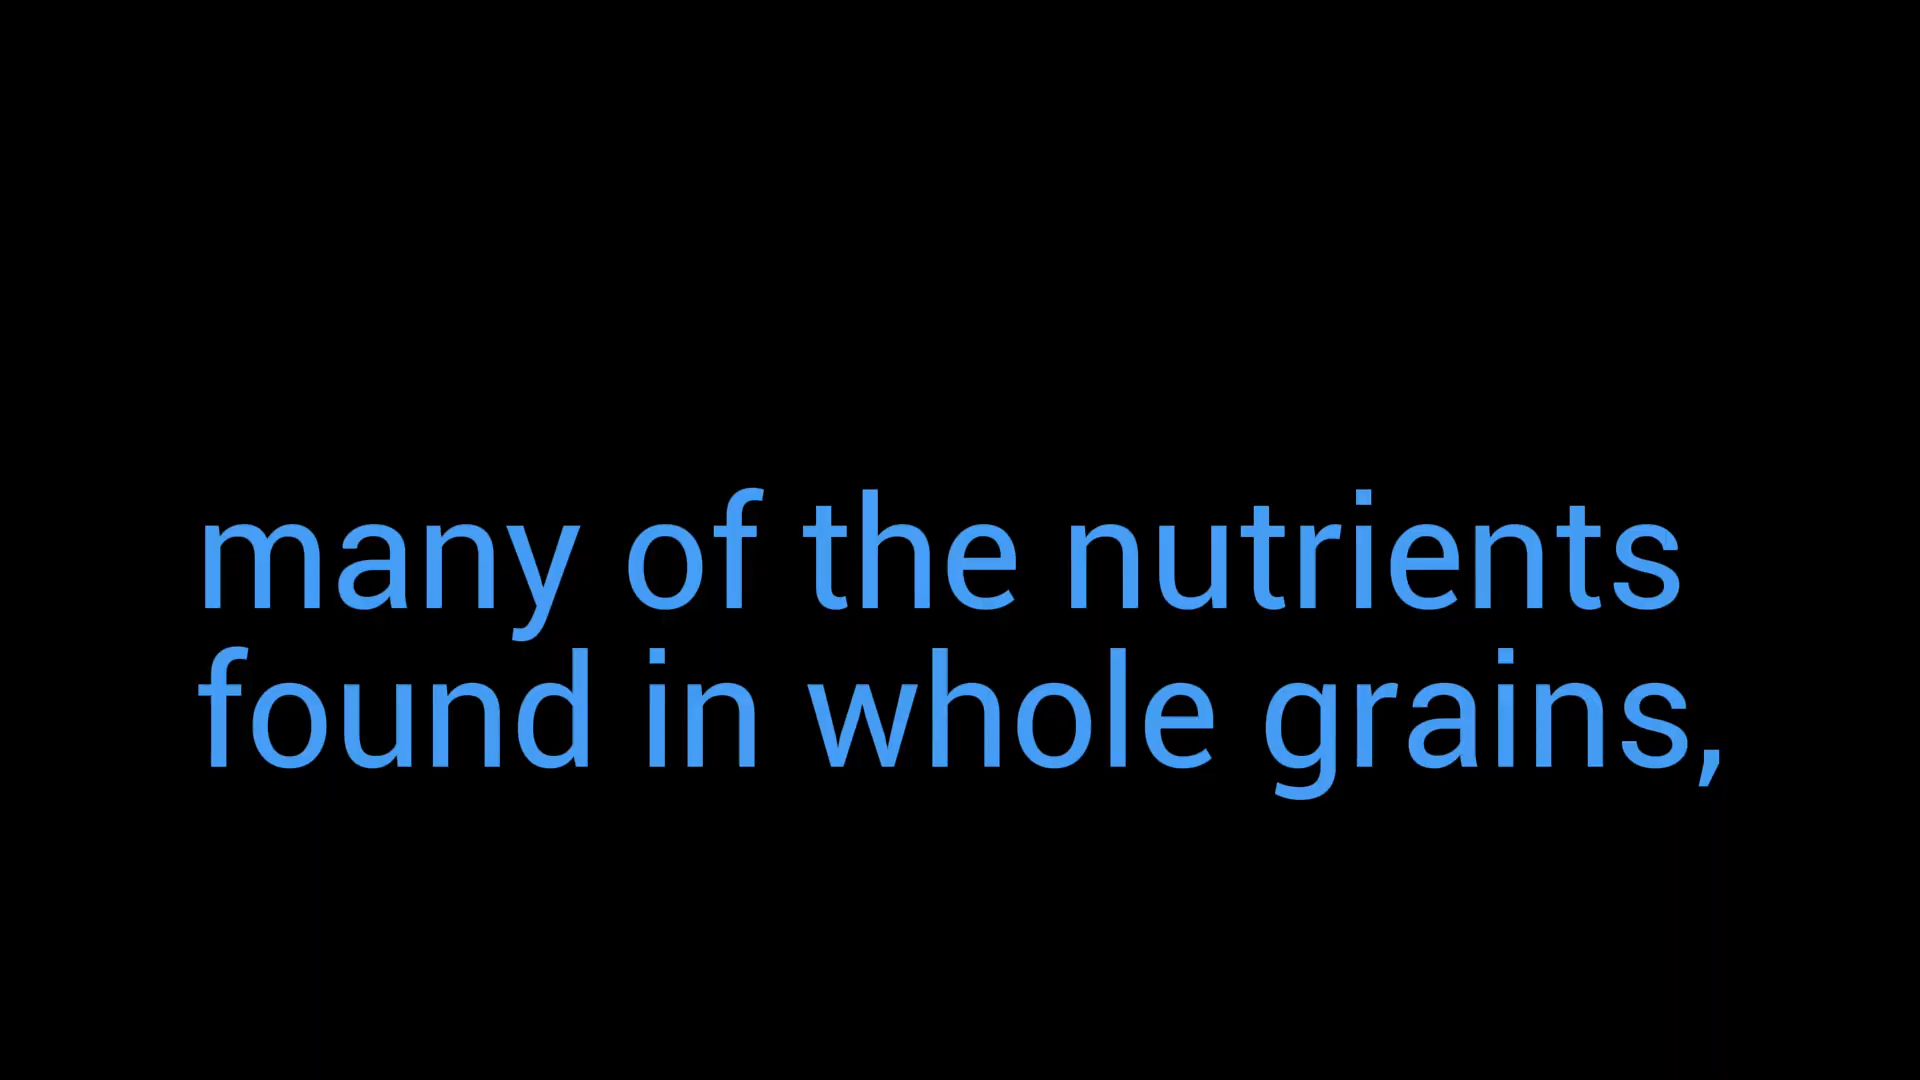 many of the nutrients
found in whole grains,